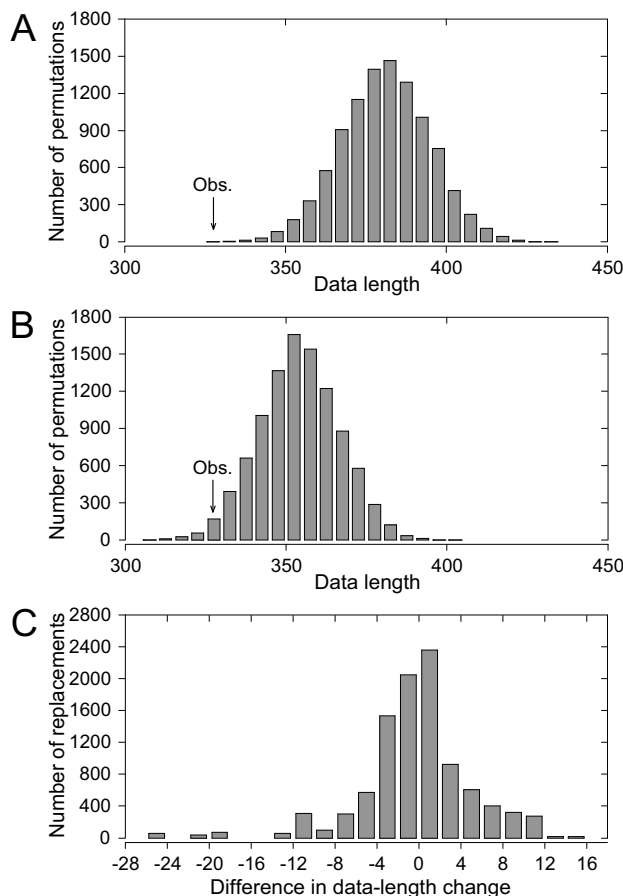 A
Number of permutations
1800
1500
1200
900
600
300
0
Obs.
300 350 400 450
Data length
B
Number of permutations
1800
1500
1200
900
600
300
0
Obs.
300 350 400 450
Data length
C
Number of replacements
2800
2400
2000
1600
1200
800
400
0
-28 -24 -20 -16 -12 -8 -4 0 4 8 12 16
Difference in data-length change